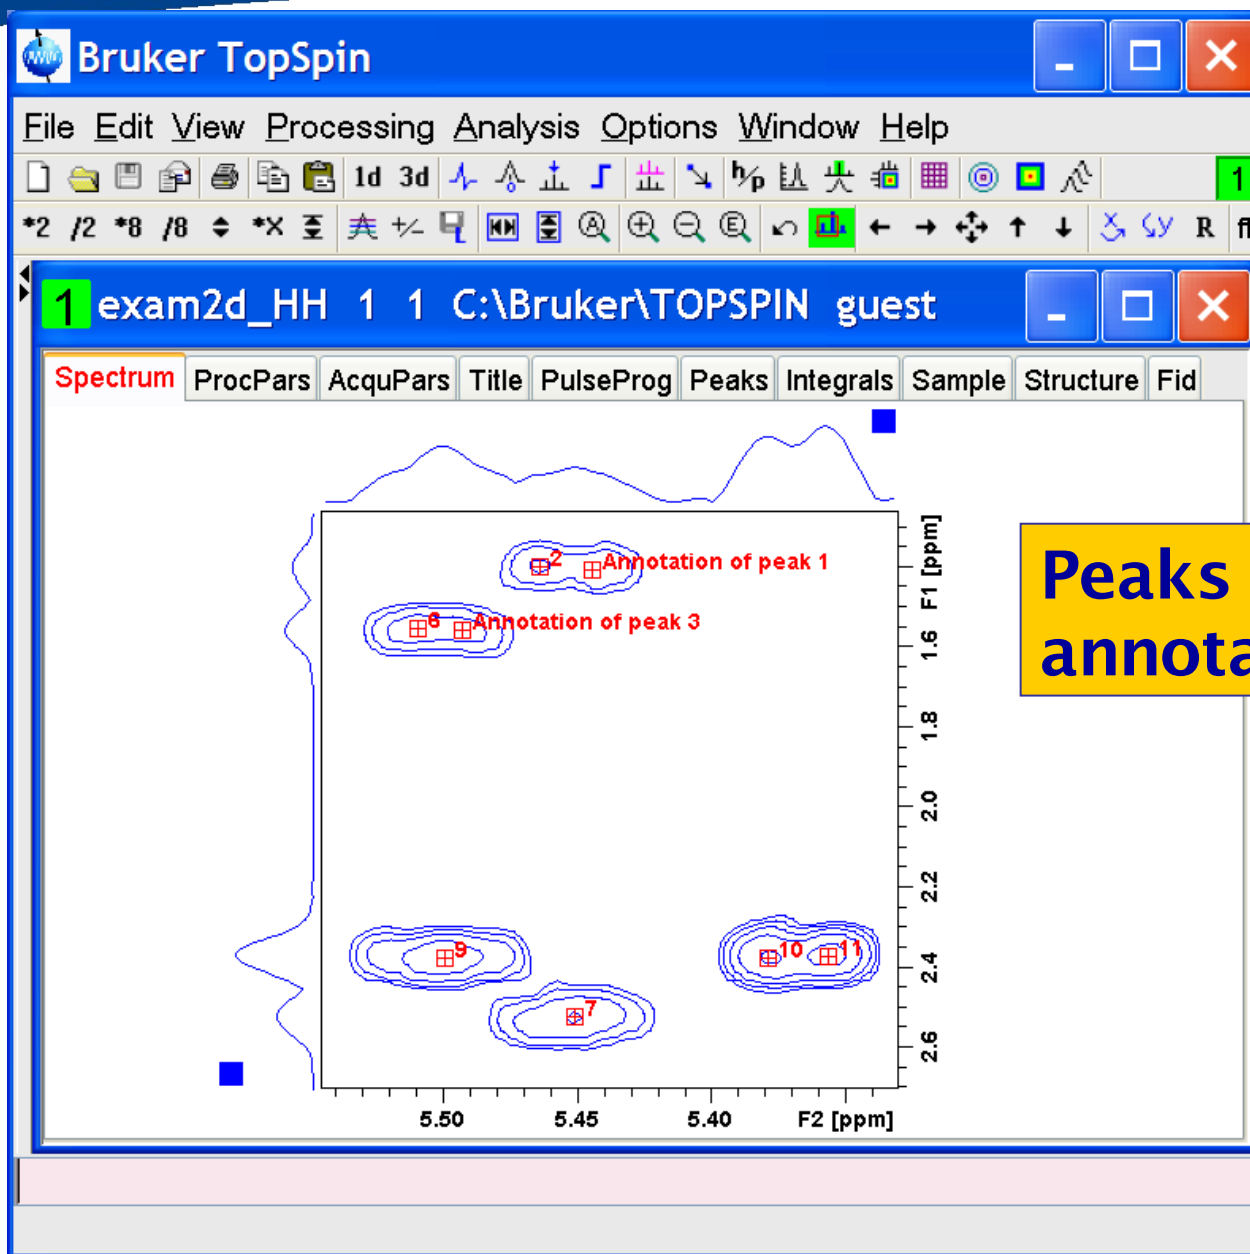 Bruker TopSpin
File Edit View Processing Analysis Options Window Help
1d 3d h/p 1
*2 /2 *8 /8 *X +/- A E X y R
1 exam2d_HH 1 1 C:\Bruker\TOPSPIN guest
Spectrum ProcPars AcquPars Title PulseProg Peaks Integrals Sample Structure Fid
2 Annotation of peak 1
6 Annotation of peak 3
9 10 11
7
F1 [ppm]
1.6
1.8
2.0
2.2
2.4
2.6
5.50 5.45 5.40 F2 [ppm]
Peaks
annota